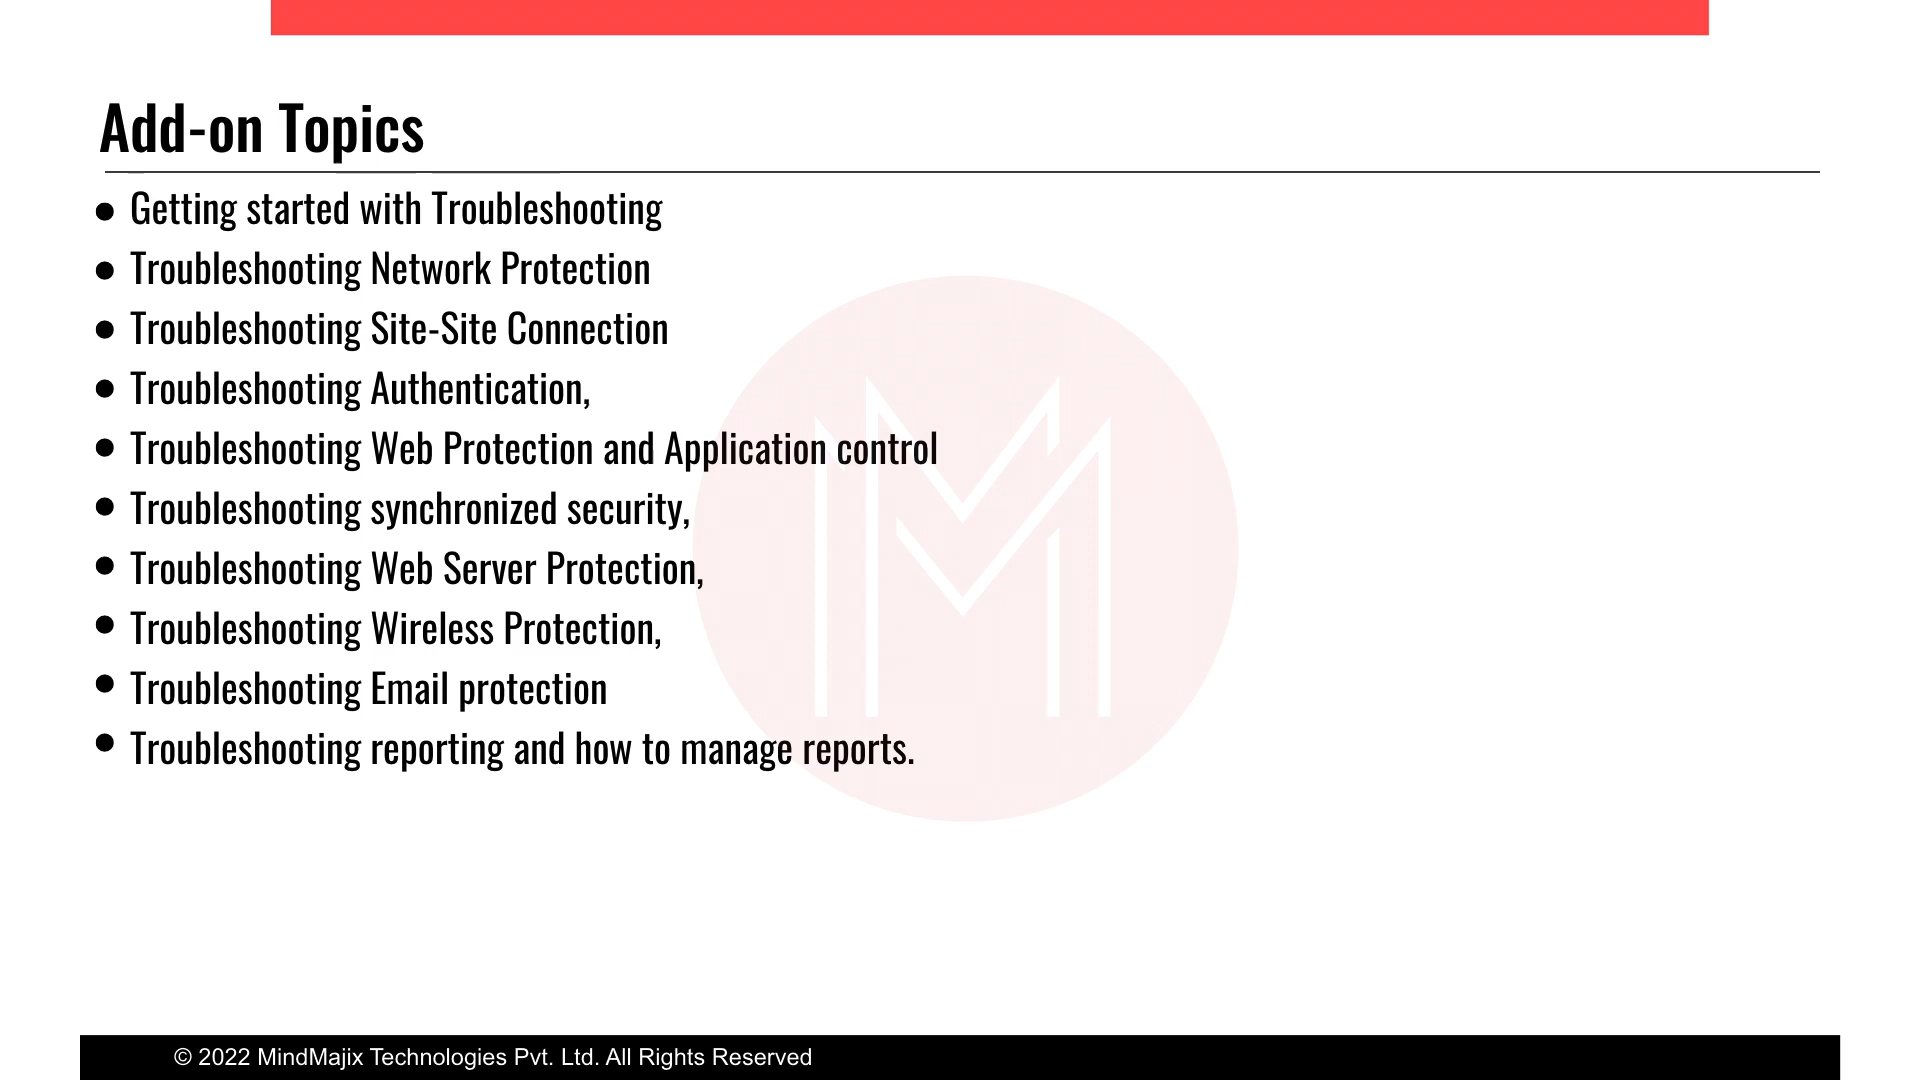 Add-on Topics
● Getting started with Troubleshooting
● Troubleshooting Network Protection
● Troubleshooting Site-Site Connection
● Troubleshooting Authentication,
● Troubleshooting Web Protection and Application control
● Troubleshooting synchronized security,
● Troubleshooting Web Server Protection,
● Troubleshooting Wireless Protection,
● Troubleshooting Email protection
● Troubleshooting reporting and how to manage reports.
© 2022 MindMajix Technologies Pvt. Ltd. All Rights Reserved